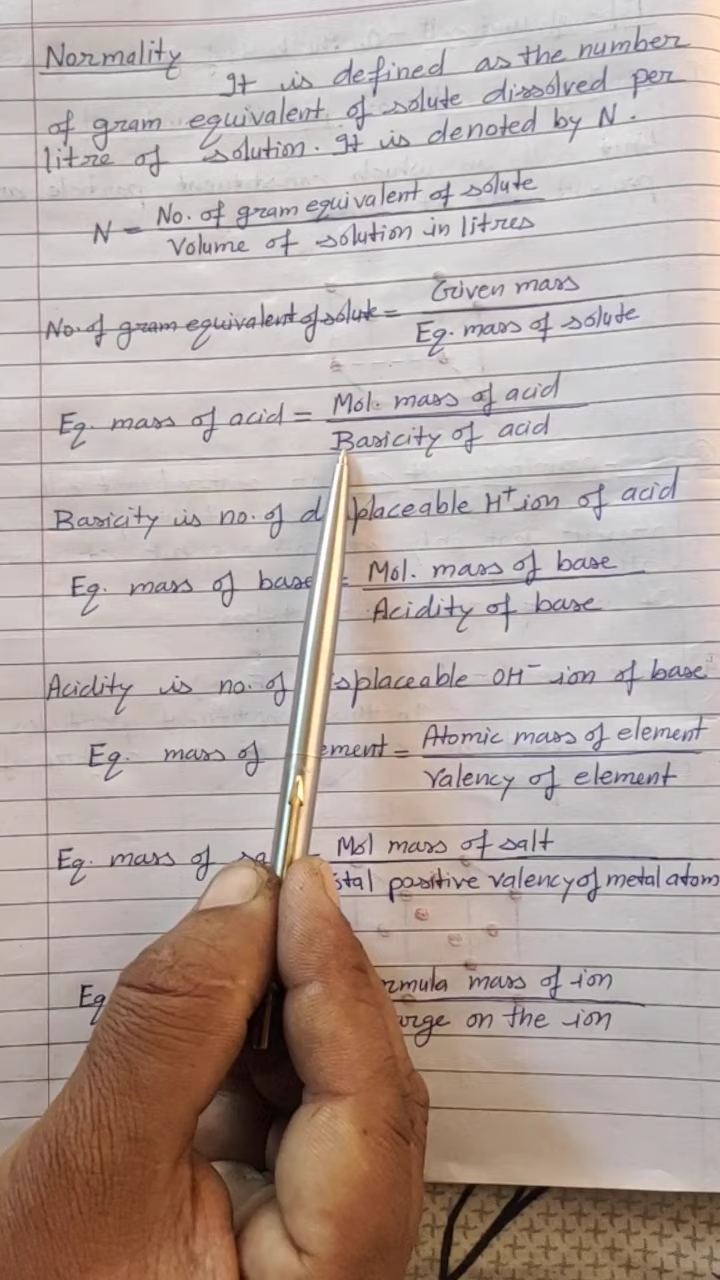 Normality It is defined as the number
of gram equivalent of solute dissolved per
litre of solution. It is denoted by N.
N = No. of gram equivalent of solute
Volume of solution in litres
No. of gram equivalent of solute = Given mass
Eq. mass of solute
Eq. mass of acid = Mol. mass of acid
Basicity of acid
Basicity is no. of d placeable H+ ion of acid
Eq. mass of base = Mol. mass of base
Acidity of base
Acidity is no. of splaceable OH- ion of base
Eq. mass of ement = Atomic mass of element
Valency of element
Eq. mass of sa Mol mass of salt
tal positive valency of metal atom
Eq rmula mass of ion
arge on the ion